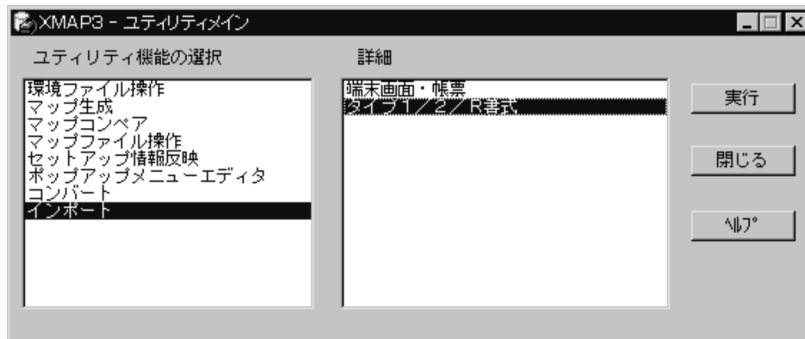 XMAP3 - ユティリティメイン
ユティリティ機能の選択
詳細
環境ファイル操作
マップ生成
マップコンペア
マップファイル操作
セットアップ情報反映
ポップアップメニューエディタ
コンバート
インポート
端末画面・帳票
タイプ1／2／R書式
実行
閉じる
ﾍﾙﾌﾟ